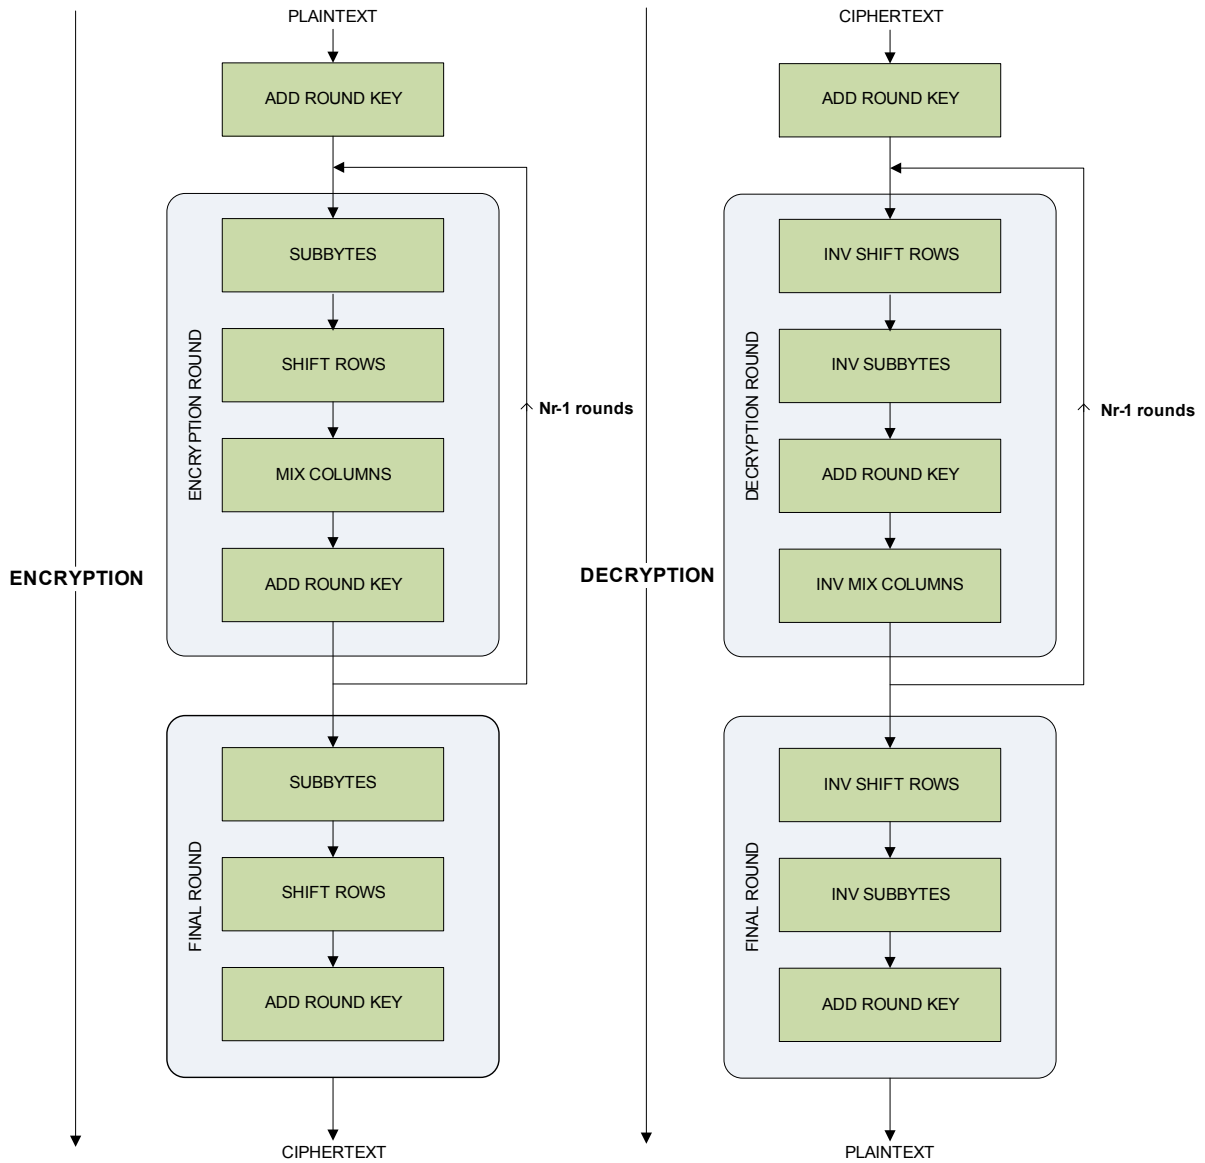 PLAINTEXT
ADD ROUND KEY
SUBBYTES
SHIFT ROWS
MIX COLUMNS
ADD ROUND KEY
ENCRYPTION ROUND
Nr-1 rounds
ENCRYPTION
SUBBYTES
SHIFT ROWS
ADD ROUND KEY
FINAL ROUND
CIPHERTEXT
CIPHERTEXT
ADD ROUND KEY
INV SHIFT ROWS
INV SUBBYTES
ADD ROUND KEY
INV MIX COLUMNS
DECRYPTION ROUND
Nr-1 rounds
DECRYPTION
INV SHIFT ROWS
INV SUBBYTES
ADD ROUND KEY
FINAL ROUND
PLAINTEXT